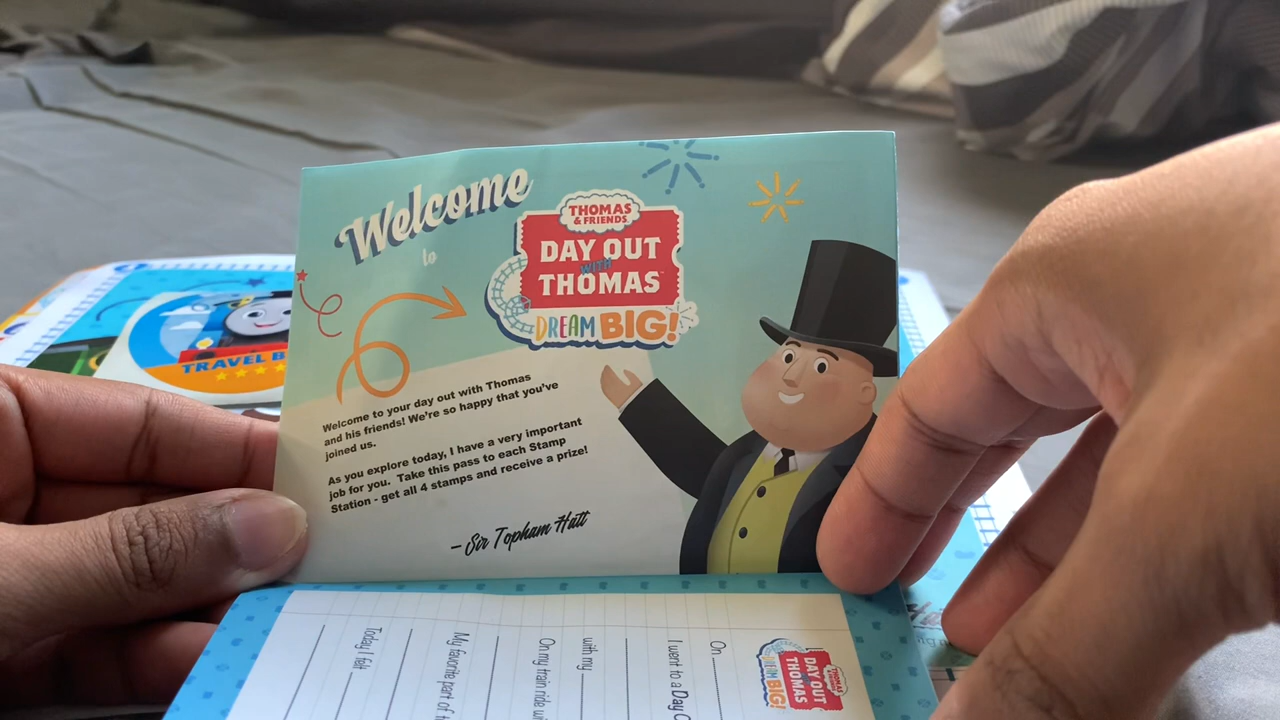 Welcome
to
THOMAS
& FRIENDS
DAY OUT
WITH
THOMAS
DREAM BIG!
Welcome to your day out with Thomas
and his friends! We're so happy that you've
joined us.
As you explore today, I have a very important
job for you. Take this pass to each Stamp
Station - get all 4 stamps and receive a prize!
– Sir Topham Hatt
TRAVEL B
THOMAS
DAY OUT
THOMAS
DREAM BIG!
On
I went to a Day O
with my
On my train ride wi
My favorite part of t
Today I felt